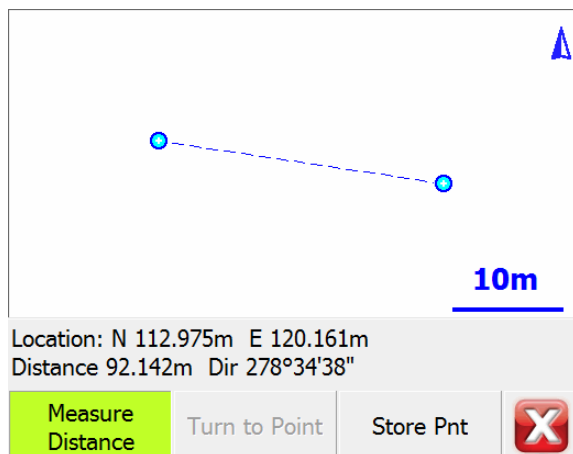 10m
Location: N 112.975m E 120.161m
Distance 92.142m Dir 278°34'38"
Measure
Distance
Turn to Point
Store Pnt